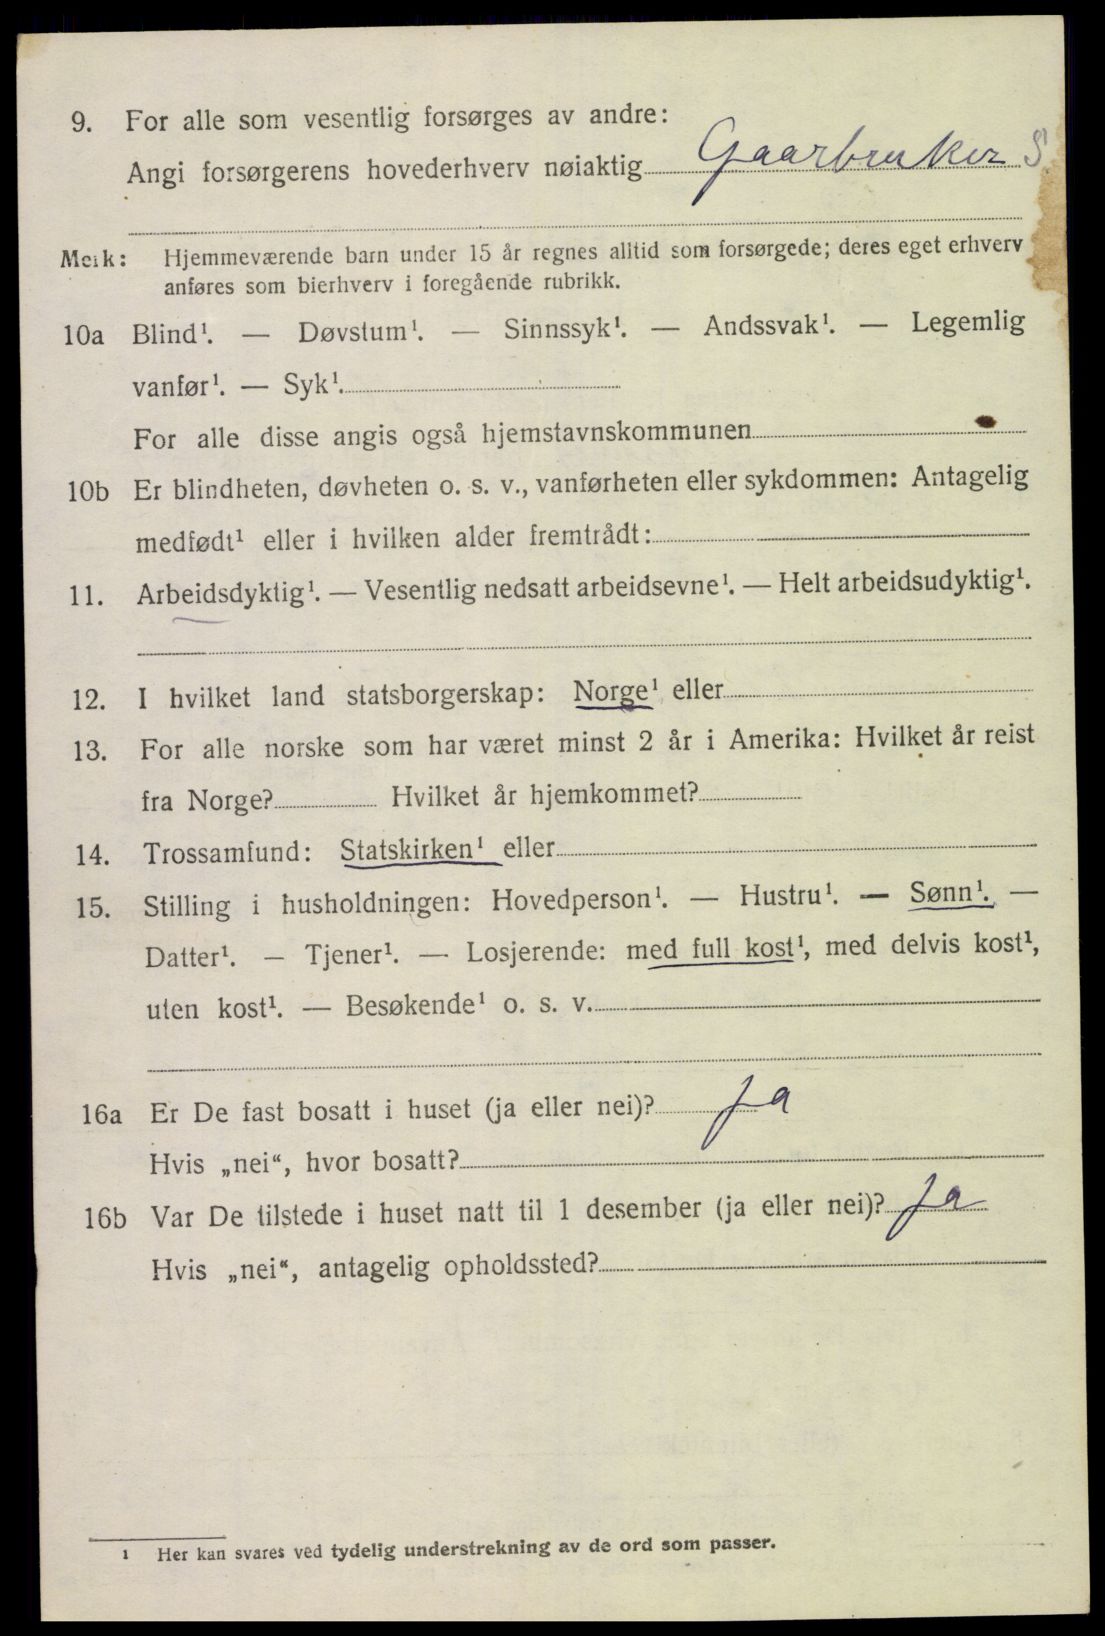 9. For alle som vesentlig forsørges av andre:
Angi forsørgerens hovederhverv nøiaktig Gaarbruker S.
Merk: Hjemmeværende barn under 15 år regnes alltid som forsørgede; deres eget erhverv
anføres som bierhverv i foregående rubrikk.
10a Blind¹. — Døvstum¹. — Sinnssyk¹. — Andssvak¹. — Legemlig
vanfør¹. — Syk¹.
For alle disse angis også hjemstavnskommunen
10b Er blindheten, døvheten o. s. v., vanførheten eller sykdommen: Antagelig
medfødt¹ eller i hvilken alder fremtrådt:
11. Arbeidsdyktig¹. — Vesentlig nedsatt arbeidsevne¹. — Helt arbeidsudyktig¹.
12. I hvilket land statsborgerskap: Norge¹ eller
13. For alle norske som har været minst 2 år i Amerika: Hvilket år reist
fra Norge? Hvilket år hjemkommet?
14. Trossamfund: Statskirken¹ eller
15. Stilling i husholdningen: Hovedperson¹. — Hustru¹. — Sønn¹. —
Datter¹. — Tjener¹. — Losjerende: med full kost¹, med delvis kost¹,
uten kost¹. — Besøkende¹ o. s. v.
16a Er De fast bosatt i huset (ja eller nei)? ja
Hvis „nei“, hvor bosatt?
16b Var De tilstede i huset natt til 1 desember (ja eller nei)? ja
Hvis „nei“, antagelig opholdssted?
1 Her kan svares ved tydelig understrekning av de ord som passer.